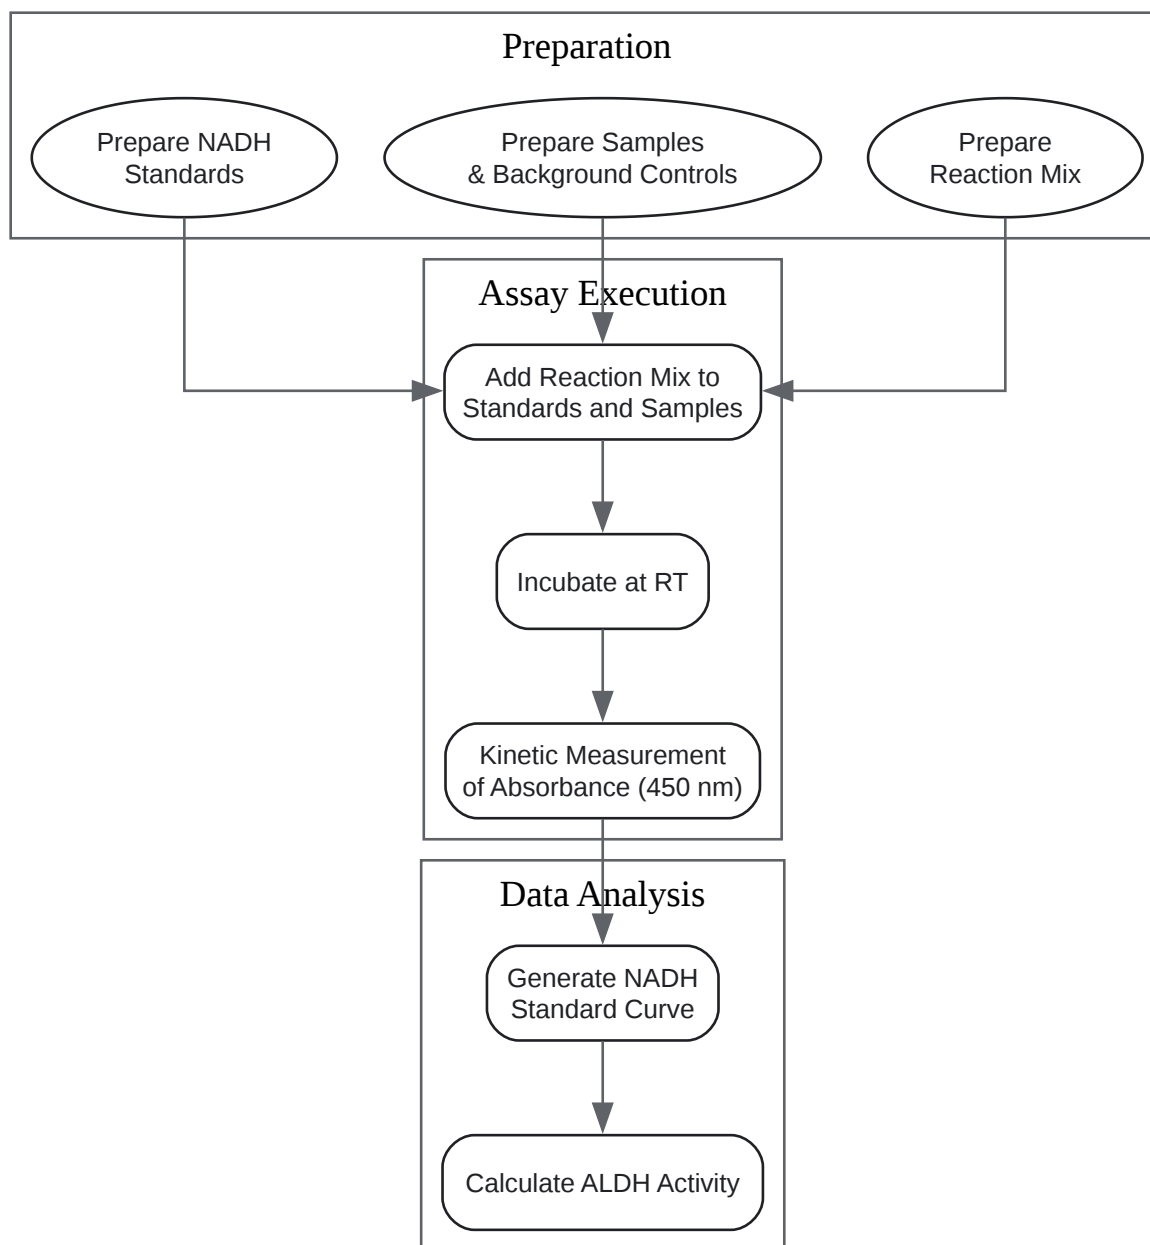 Preparation
Prepare NADH
Standards
Prepare Samples
& Background Controls
Prepare
Reaction Mix
Assay Execution
Add Reaction Mix to
Standards and Samples
Incubate at RT
Kinetic Measurement
of Absorbance (450 nm)
Data Analysis
Generate NADH
Standard Curve
Calculate ALDH Activity